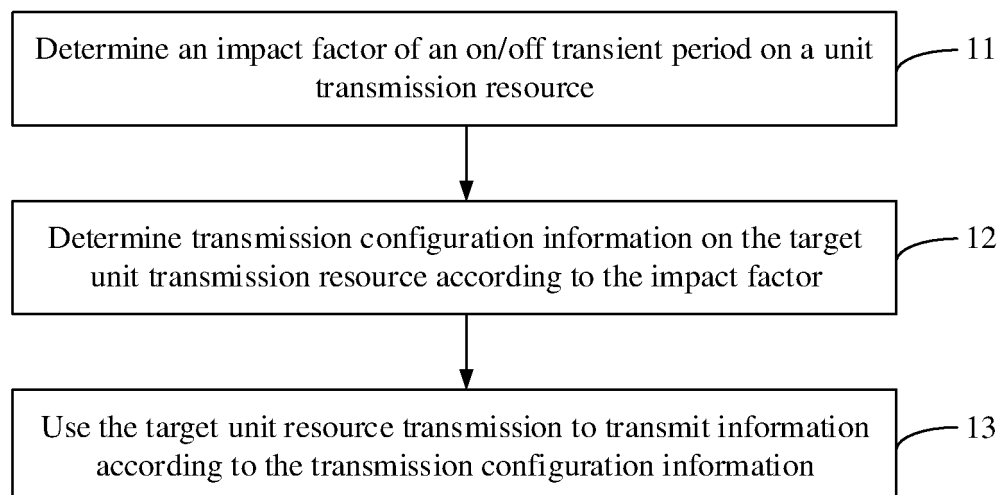 Determine an impact factor of an on/off transient period on a unit
transmission resource
11
Determine transmission configuration information on the target
unit transmission resource according to the impact factor
12
Use the target unit resource transmission to transmit information
according to the transmission configuration information
13